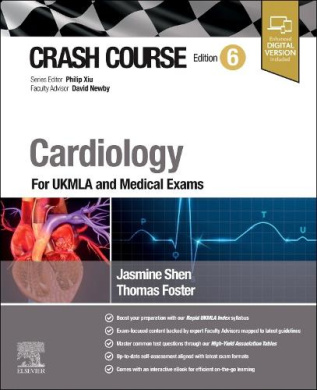 Enhanced
DIGITAL
VERSION
included
CRASH COURSE
Edition 6
Series Editor Philip Xiu
Faculty Advisor David Newby
Cardiology
For UKMLA and Medical Exams
P
Q
T
U
Jasmine Shen
Thomas Foster
Boost your preparation with our Rapid UKMLA Index syllabus
Exam-focused content backed by expert Faculty Advisors mapped to latest guidelines
Master common test questions through our High-Yield Association Tables
Up-to-date self-assessment aligned with latest exam formats
Comes with an interactive eBook for efficient on-the-go learning
ELSEVIER